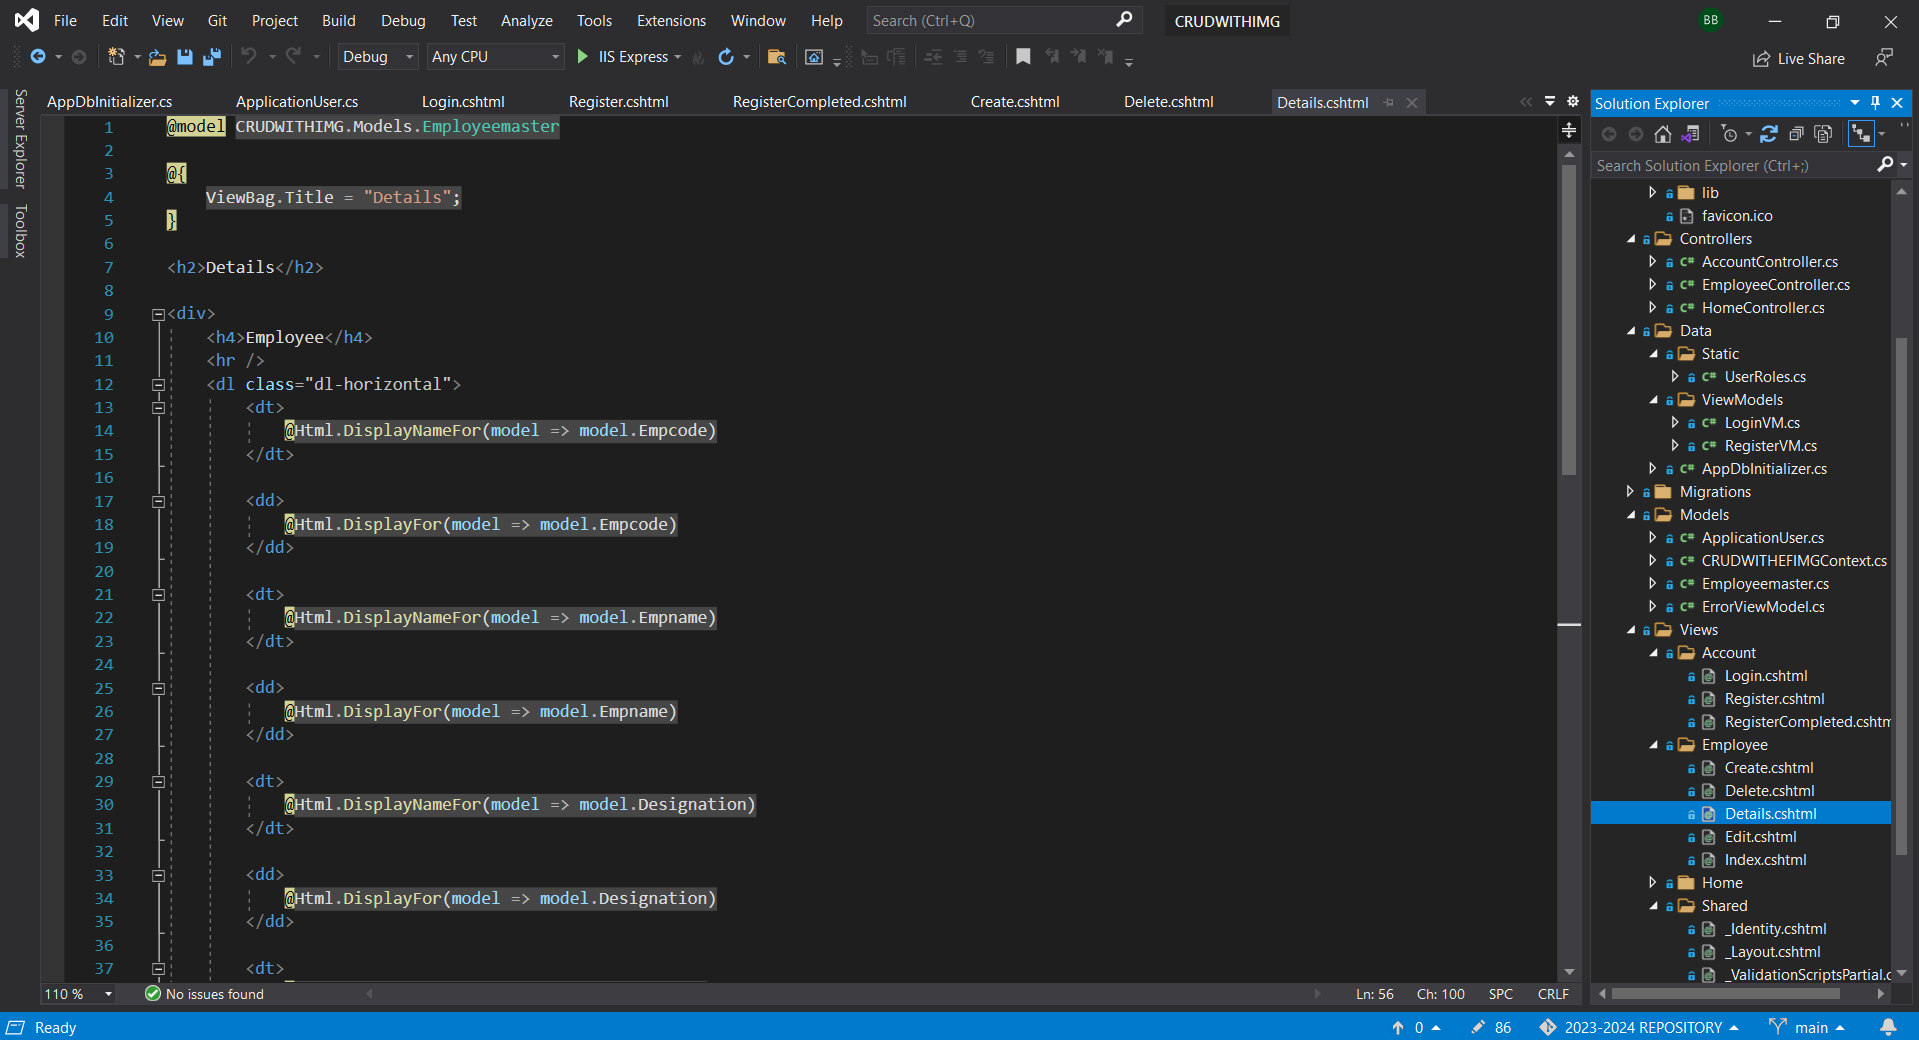 File Edit View Git Project Build Debug Test Analyze Tools Extensions Window Help Search (Ctrl+Q) CRUDWITHIMG BB
Debug Any CPU IIS Express Live Share
Server Explorer
Toolbox
AppDbInitializer.cs ApplicationUser.cs Login.cshtml Register.cshtml RegisterCompleted.cshtml Create.cshtml Delete.cshtml Details.cshtml
1 @model CRUDWITHIMG.Models.Employeemaster
2
3 @{
4 ViewBag.Title = "Details";
5 }
6
7 <h2>Details</h2>
8
9 <div>
10 <h4>Employee</h4>
11 <hr />
12 <dl class="dl-horizontal">
13 <dt>
14 @Html.DisplayNameFor(model => model.Empcode)
15 </dt>
16
17 <dd>
18 @Html.DisplayFor(model => model.Empcode)
19 </dd>
20
21 <dt>
22 @Html.DisplayNameFor(model => model.Empname)
23 </dt>
24
25 <dd>
26 @Html.DisplayFor(model => model.Empname)
27 </dd>
28
29 <dt>
30 @Html.DisplayNameFor(model => model.Designation)
31 </dt>
32
33 <dd>
34 @Html.DisplayFor(model => model.Designation)
35 </dd>
36
37 <dt>
110 % No issues found Ln: 56 Ch: 100 SPC CRLF
Solution Explorer
Search Solution Explorer (Ctrl+;)
lib
favicon.ico
Controllers
C# AccountController.cs
C# EmployeeController.cs
C# HomeController.cs
Data
Static
C# UserRoles.cs
ViewModels
C# LoginVM.cs
C# RegisterVM.cs
C# AppDbInitializer.cs
Migrations
Models
C# ApplicationUser.cs
C# CRUDWITHEFIMGContext.cs
C# Employeemaster.cs
C# ErrorViewModel.cs
Views
Account
Login.cshtml
Register.cshtml
RegisterCompleted.cshtm
Employee
Create.cshtml
Delete.cshtml
Details.cshtml
Edit.cshtml
Index.cshtml
Home
Shared
_Identity.cshtml
_Layout.cshtml
_ValidationScriptsPartial.c
Ready 0 86 2023-2024 REPOSITORY main